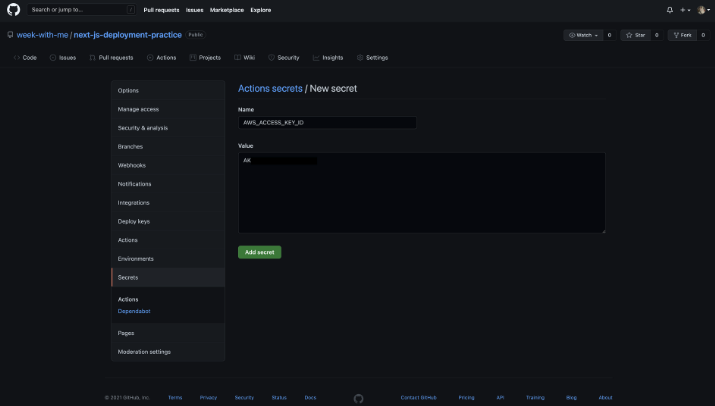 Search or jump to... /
Pull requests Issues Marketplace Explore
week-with-me / next-js-deployment-practice Public
Watch 0 Star 0 Fork 0
Code Issues Pull requests Actions Projects Wiki Security Insights Settings
Options
Manage access
Security & analysis
Branches
Webhooks
Notifications
Integrations
Deploy keys
Actions
Environments
Secrets
Actions
Dependabot
Pages
Moderation settings
Actions secrets / New secret
Name
AWS_ACCESS_KEY_ID
Value
AK
Add secret
© 2021 GitHub, Inc. Terms Privacy Security Status Docs Contact GitHub Pricing API Training Blog About